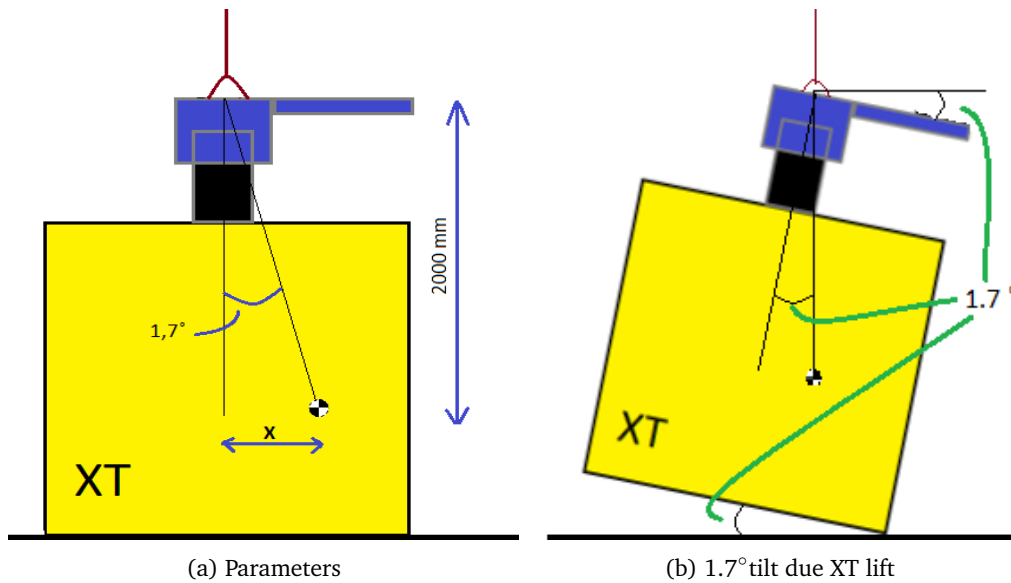 2000 mm
1,7°
x
XT
(a) Parameters
1.7°
XT
(b) 1.7°tilt due XT lift